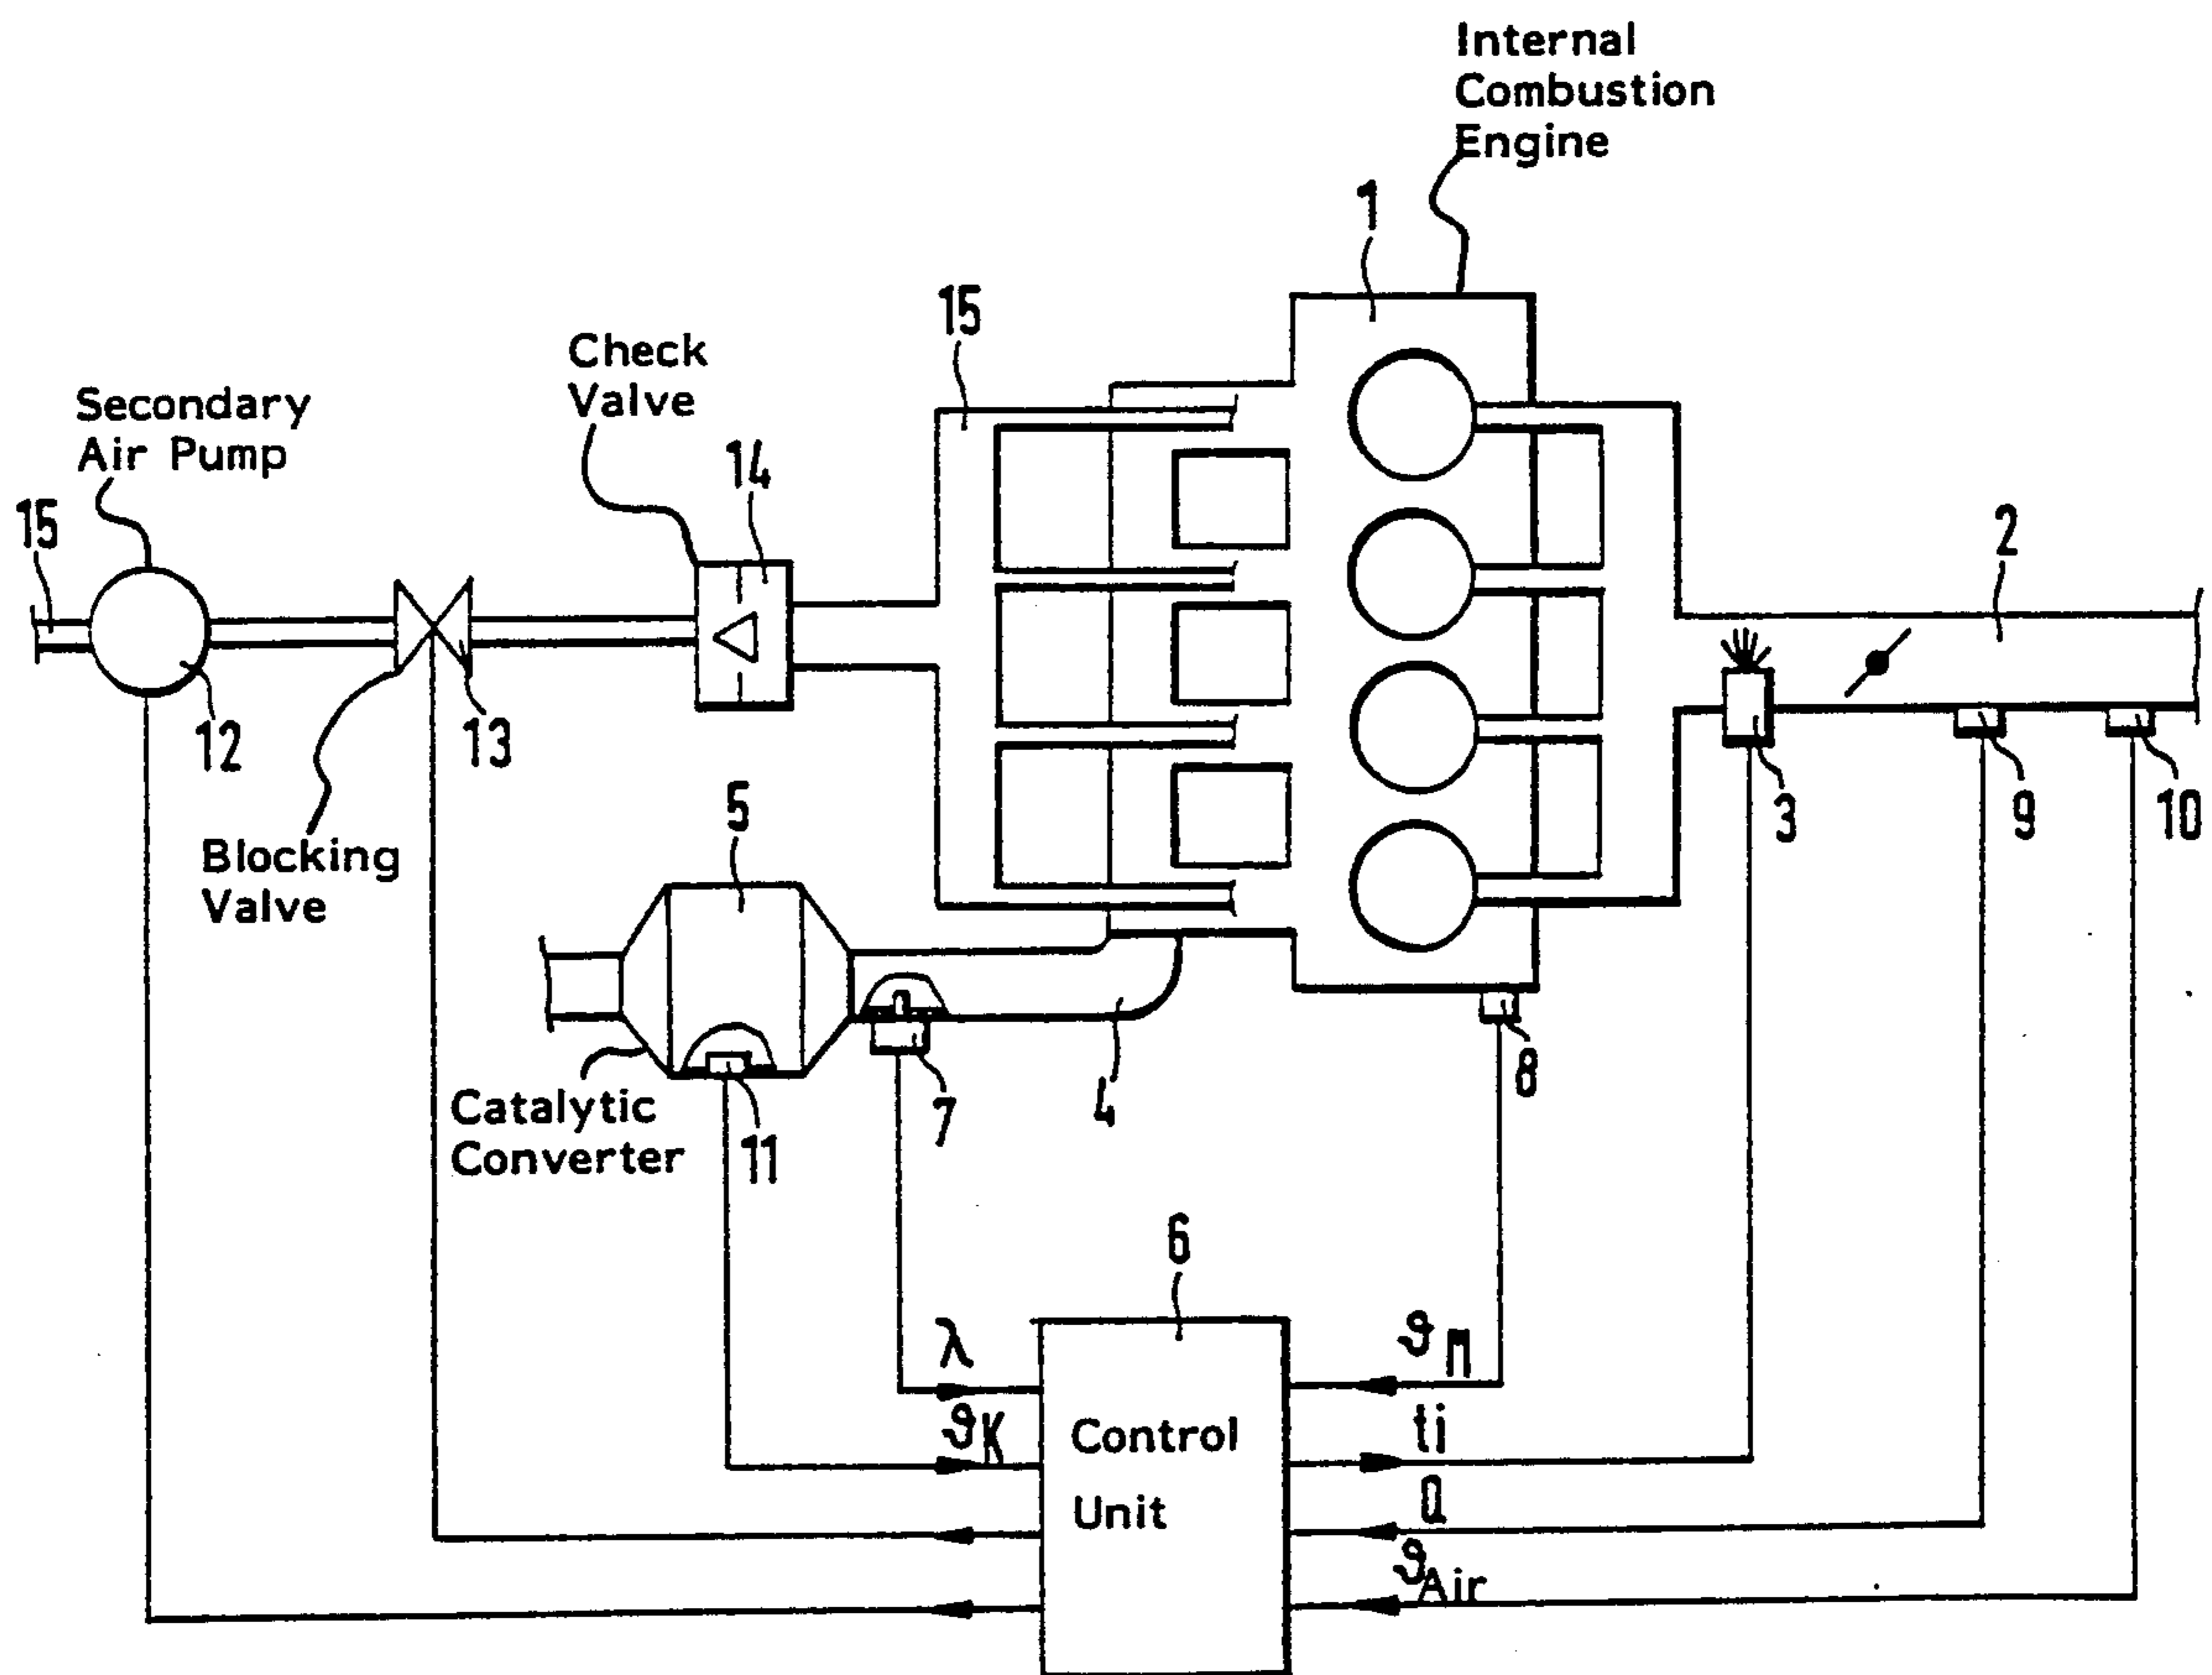 Internal
Combustion
Engine
1
15
Check
Valve
Secondary
Air Pump
14
15
2
12
13
3
9
10
Blocking
Valve
5
8
Catalytic
Converter
11
7
4
6
λ
ϑM
ϑK
ti
Control
Unit
Q
ϑAir